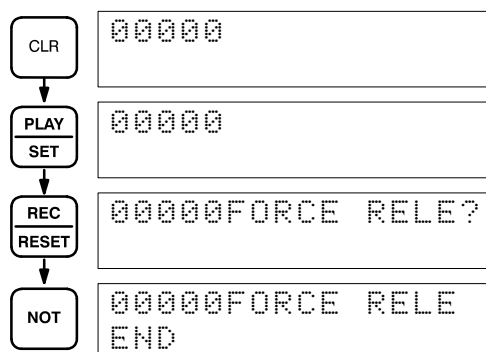 CLR
00000
PLAY
SET
00000
REC
RESET
00000FORCE RELE?
NOT
00000FORCE RELE
END